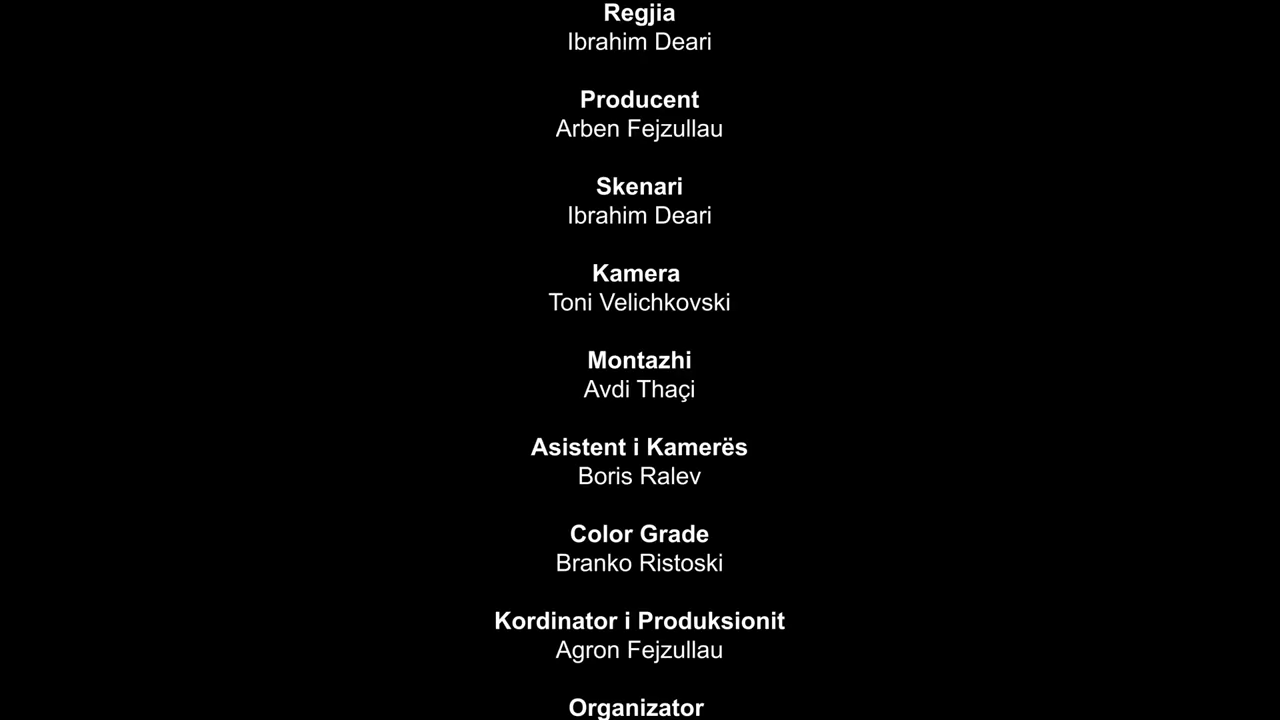 Regjia
Ibrahim Deari
Producent
Arben Fejzullau
Skenari
Ibrahim Deari
Kamera
Toni Velichkovski
Montazhi
Avdi Thaçi
Asistent i Kamerës
Boris Ralev
Color Grade
Branko Ristoski
Kordinator i Produksionit
Agron Fejzullau
Organizator